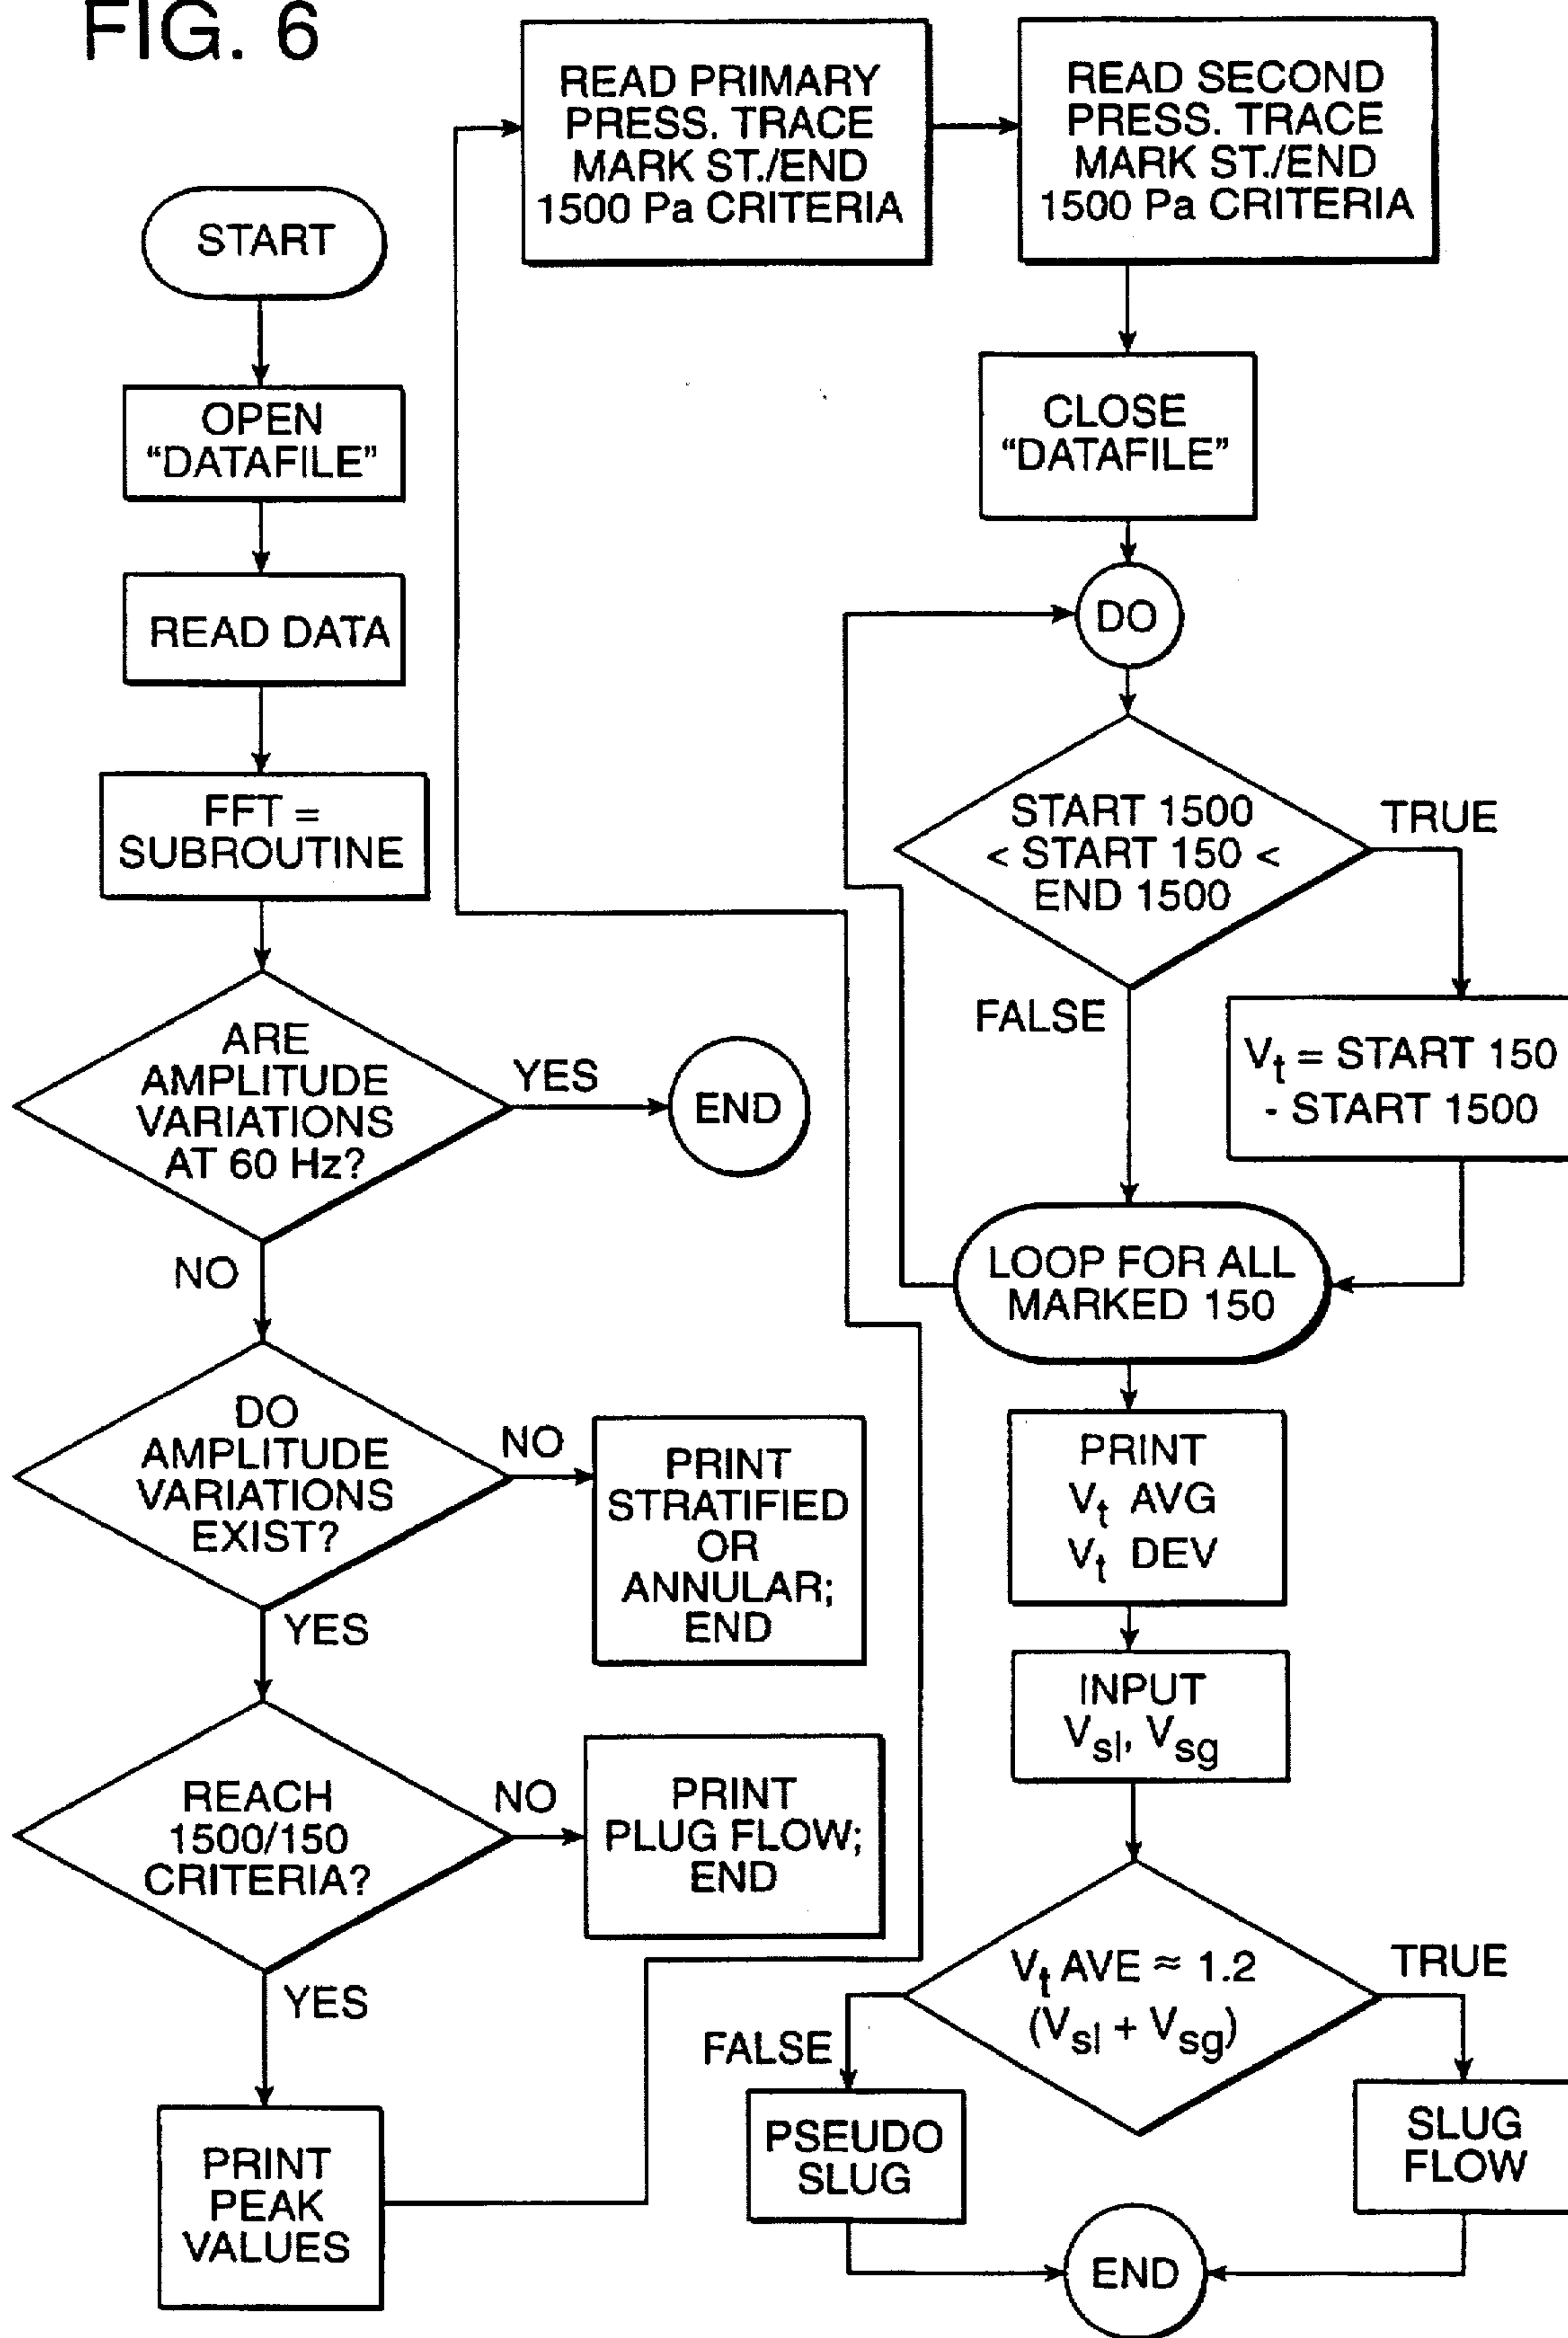 FIG. 6
START
OPEN
“DATAFILE”
READ DATA
FFT =
SUBROUTINE
ARE
AMPLITUDE
VARIATIONS
AT 60 Hz?
YES
END
NO
DO
AMPLITUDE
VARIATIONS
EXIST?
NO
PRINT
STRATIFIED
OR
ANNULAR;
END
YES
REACH
1500/150
CRITERIA?
NO
PRINT
PLUG FLOW;
END
YES
PRINT
PEAK
VALUES
READ PRIMARY
PRESS. TRACE
MARK ST./END
1500 Pa CRITERIA
READ SECOND
PRESS. TRACE
MARK ST./END
1500 Pa CRITERIA
CLOSE
“DATAFILE”
DO
START 1500
< START 150 <
END 1500
TRUE
FALSE
Vt = START 150
- START 1500
LOOP FOR ALL
MARKED 150
PRINT
Vt AVG
Vt DEV
INPUT
Vsl, Vsg
Vt AVE ≈ 1.2
(Vsl + Vsg)
TRUE
FALSE
PSEUDO
SLUG
SLUG
FLOW
END